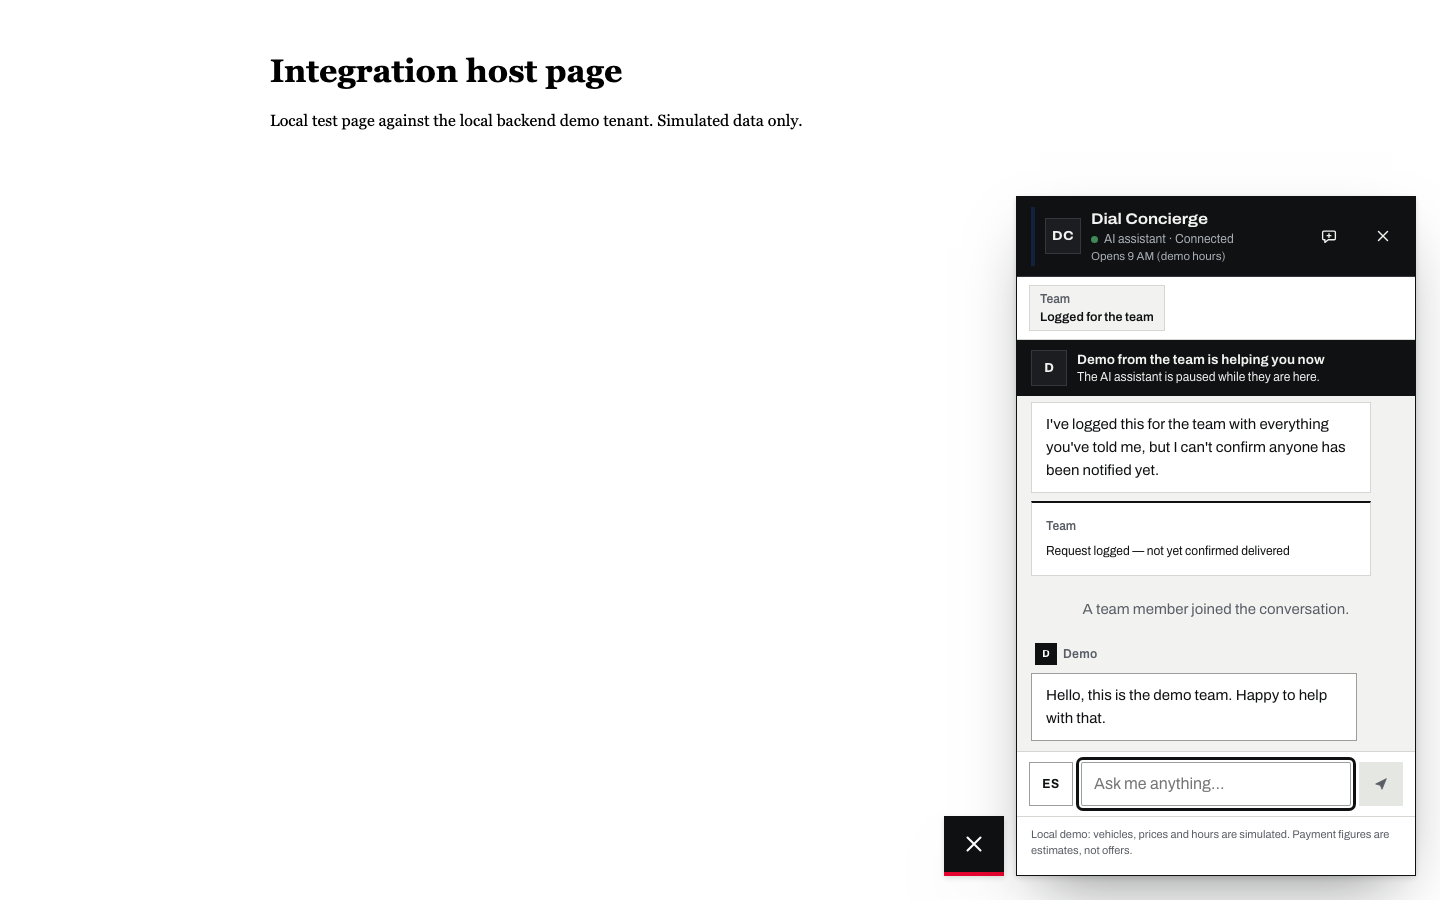 Integration host page
Local test page against the local backend demo tenant. Simulated data only.
DC
Dial Concierge
AI assistant · Connected
Opens 9 AM (demo hours)
Team
Logged for the team
D
Demo from the team is helping you now
The AI assistant is paused while they are here.
I've logged this for the team with everything
you've told me, but I can't confirm anyone has
been notified yet.
Team
Request logged — not yet confirmed delivered
A team member joined the conversation.
D
Demo
Hello, this is the demo team. Happy to help
with that.
ES
Ask me anything...
Local demo: vehicles, prices and hours are simulated. Payment figures are
estimates, not offers.